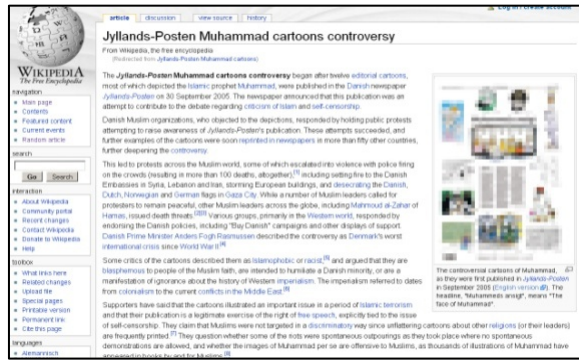 Log in / create account
article discussion view source history
WIKIPEDIA
The Free Encyclopedia
navigation
Main page
Contents
Featured content
Current events
Random article
search
Go Search
interaction
About Wikipedia
Community portal
Recent changes
Contact Wikipedia
Donate to Wikipedia
Help
toolbox
What links here
Related changes
Upload file
Special pages
Printable version
Permanent link
Cite this page
languages
Alemannisch
Jyllands-Posten Muhammad cartoons controversy
From Wikipedia, the free encyclopedia
(Redirected from Jyllands-Posten Muhammad cartoons)
The Jyllands-Posten Muhammad cartoons controversy began after twelve editorial cartoons,
most of which depicted the Islamic prophet Muhammad, were published in the Danish newspaper
Jyllands-Posten on 30 September 2005. The newspaper announced that this publication was an
attempt to contribute to the debate regarding criticism of Islam and self-censorship.
Danish Muslim organizations, who objected to the depictions, responded by holding public protests
attempting to raise awareness of Jyllands-Posten's publication. These attempts succeeded, and
further examples of the cartoons were soon reprinted in newspapers in more than fifty other countries,
further deepening the controversy.
This led to protests across the Muslim world, some of which escalated into violence with police firing
on the crowds (resulting in more than 100 deaths, altogether),[1] including setting fire to the Danish
Embassies in Syria, Lebanon and Iran, storming European buildings, and desecrating the Danish,
Dutch, Norwegian and German flags in Gaza City. While a number of Muslim leaders called for
protesters to remain peaceful, other Muslim leaders across the globe, including Mahmoud al-Zahar of
Hamas, issued death threats.[2][3] Various groups, primarily in the Western world, responded by
endorsing the Danish policies, including "Buy Danish" campaigns and other displays of support.
Danish Prime Minister Anders Fogh Rasmussen described the controversy as Denmark's worst
international crisis since World War II.[4]
Some critics of the cartoons described them as Islamophobic or racist,[5] and argued that they are
blasphemous to people of the Muslim faith, are intended to humiliate a Danish minority, or are a
manifestation of ignorance about the history of Western imperialism. The imperialism referred to dates
from colonialism to the current conflicts in the Middle East.[6]
Supporters have said that the cartoons illustrated an important issue in a period of Islamic terrorism
and that their publication is a legitimate exercise of the right of free speech, explicitly tied to the issue
of self-censorship. They claim that Muslims were not targeted in a discriminatory way since unflattering cartoons about other religions (or their leaders)
are frequently printed.[7] They question whether some of the riots were spontaneous outpourings as they took place where no spontaneous
demonstrations are allowed, and whether the images of Muhammad per se are offensive to Muslims, as thousands of illustrations of Muhammad have
appeared in books by and for Muslims.[8]
The controversial cartoons of Muhammad,
as they were first published in Jyllands-Posten
in September 2005 (English version). The
headline, "Muhammeds ansigt", means "The
face of Muhammad"